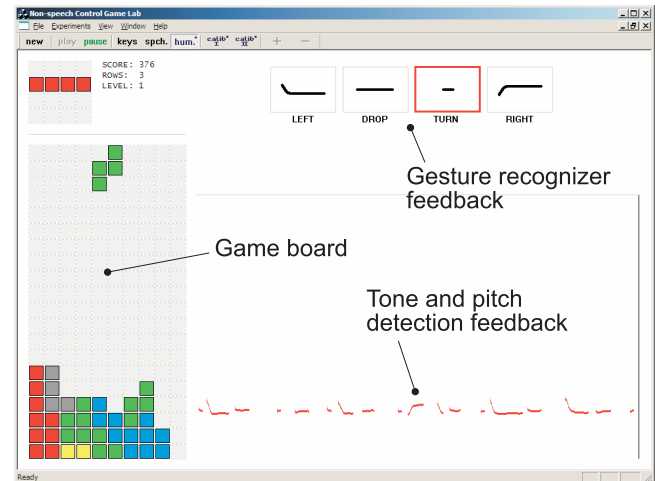 Non-speech Control Game Lab
File Experiments View Window Help
new play pause keys spch. hum.* calib* I calib* II + −
SCORE: 376
ROWS: 3
LEVEL: 1
LEFT DROP TURN RIGHT
Gesture recognizer
feedback
Game board
Tone and pitch
detection feedback
Ready